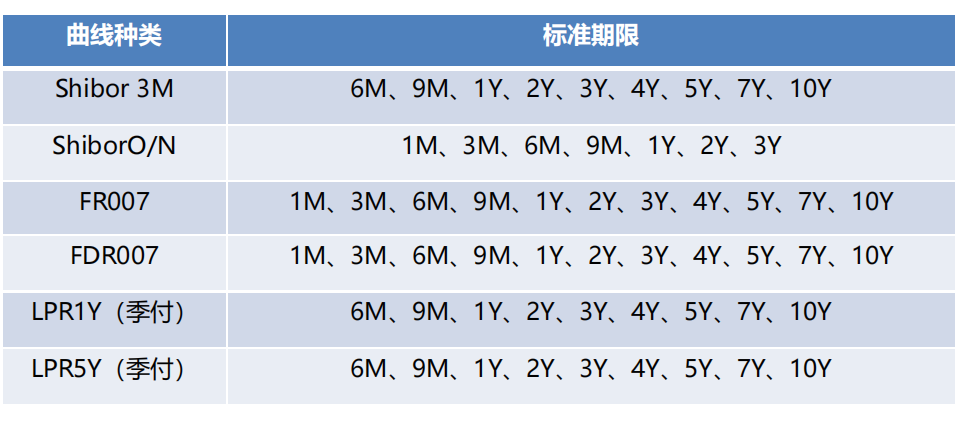 曲线种类 标准期限
Shibor 3M 6M、9M、1Y、2Y、3Y、4Y、5Y、7Y、10Y
ShiborO/N 1M、3M、6M、9M、1Y、2Y、3Y
FR007 1M、3M、6M、9M、1Y、2Y、3Y、4Y、5Y、7Y、10Y
FDR007 1M、3M、6M、9M、1Y、2Y、3Y、4Y、5Y、7Y、10Y
LPR1Y（季付） 6M、9M、1Y、2Y、3Y、4Y、5Y、7Y、10Y
LPR5Y（季付） 6M、9M、1Y、2Y、3Y、4Y、5Y、7Y、10Y